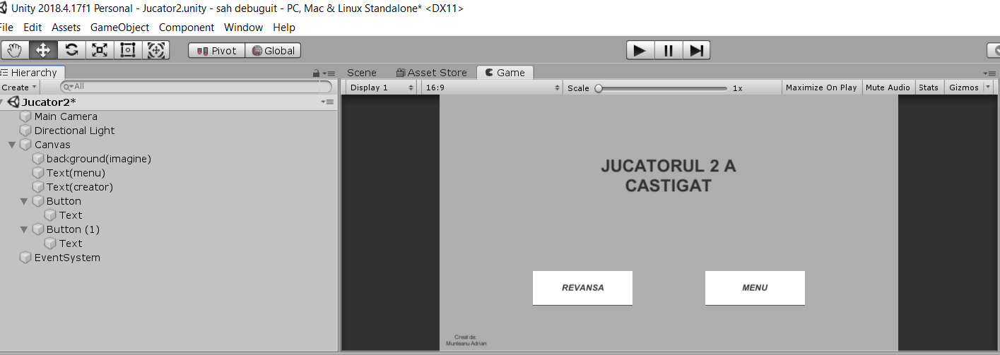 Unity 2018.4.17f1 Personal - Jucator2.unity - sah debuguit - PC, Mac & Linux Standalone* <DX11>
File Edit Assets GameObject Component Window Help
Pivot Global
Hierarchy
Create All
Jucator2*
Main Camera
Directional Light
Canvas
background(imagine)
Text(menu)
Text(creator)
Button
Text
Button (1)
Text
EventSystem
Scene Asset Store Game
Display 1 16:9 Scale 1x Maximize On Play Mute Audio Stats Gizmos
JUCATORUL 2 A
CASTIGAT
REVANSA MENU
Creat de:
Munteanu Adrian